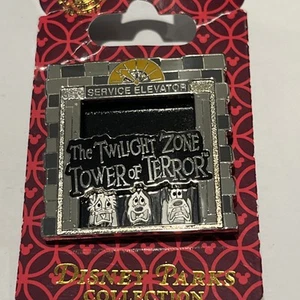 SERVICE ELEVATOR
The TWILIGHT ZONE
TOWER OF TERROR
DISNEY PARKS
COLLECTION